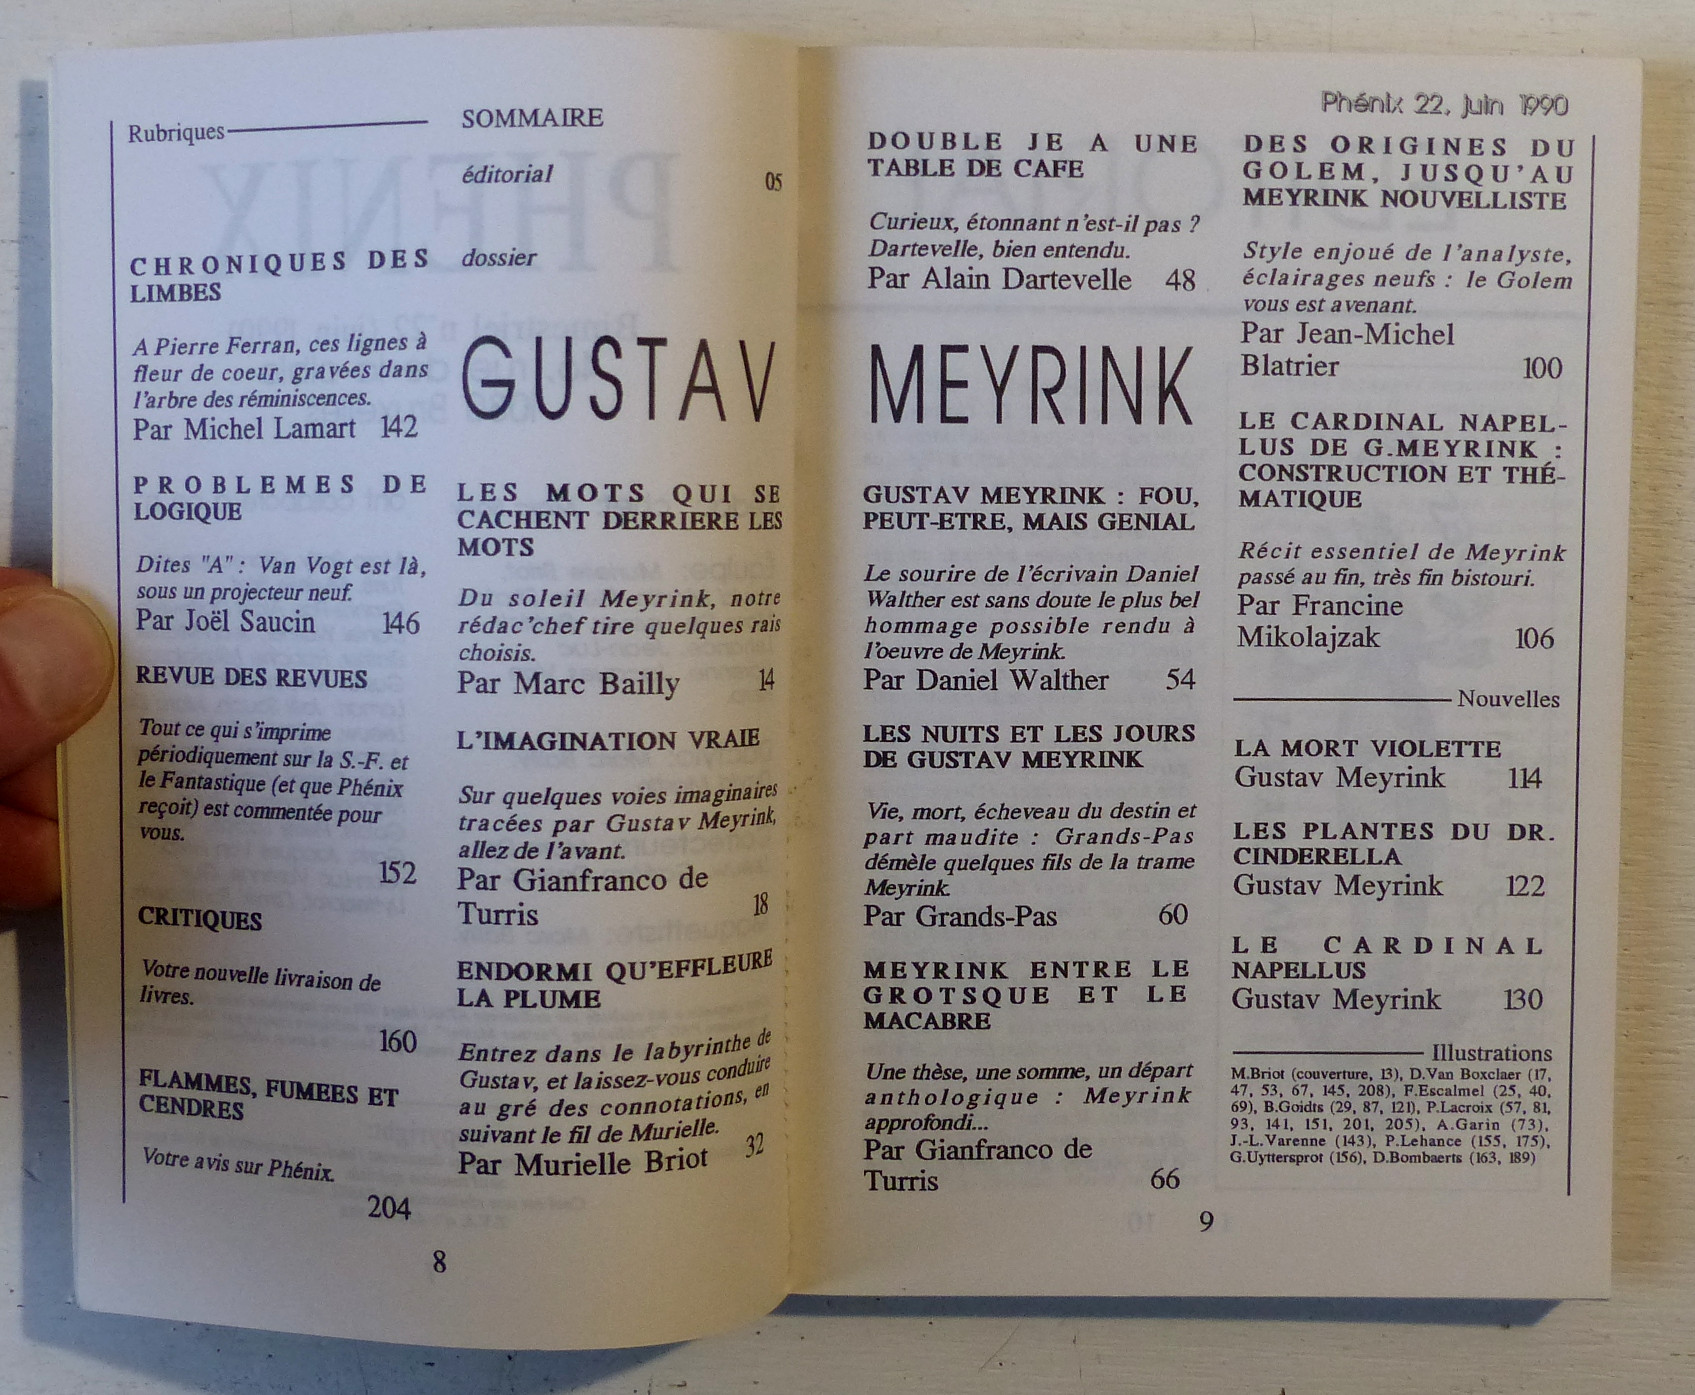 Rubriques
CHRONIQUES DES
LIMBES
A Pierre Ferran, ces lignes à
fleur de coeur, gravées dans
l'arbre des réminiscences.
Par Michel Lamart 142
PROBLEMES DE
LOGIQUE
Dites "A" : Van Vogt est là,
sous un projecteur neuf.
Par Joël Saucin 146
REVUE DES REVUES
Tout ce qui s'imprime
périodiquement sur la S.-F. et
le Fantastique (et que Phénix
reçoit) est commentée pour
vous.
152
CRITIQUES
Votre nouvelle livraison de
livres.
160
FLAMMES, FUMEES ET
CENDRES
Votre avis sur Phénix.
204
SOMMAIRE
éditorial 05
dossier
GUSTAV
LES MOTS QUI SE
CACHENT DERRIERE LES
MOTS
Du soleil Meyrink, notre
rédac'chef tire quelques rais
choisis.
Par Marc Bailly 14
L'IMAGINATION VRAIE
Sur quelques voies imaginaires
tracées par Gustav Meyrink,
allez de l'avant.
Par Gianfranco de
Turris 18
ENDORMI QU'EFFLEURE
LA PLUME
Entrez dans le labyrinthe de
Gustav, et laissez-vous conduire
au gré des connotations, en
suivant le fil de Murielle.
Par Murielle Briot 32
8
DOUBLE JE A UNE
TABLE DE CAFE
Curieux, étonnant n'est-il pas ?
Dartevelle, bien entendu.
Par Alain Dartevelle 48
MEYRINK
GUSTAV MEYRINK : FOU,
PEUT-ETRE, MAIS GENIAL
Le sourire de l'écrivain Daniel
Walther est sans doute le plus bel
hommage possible rendu à
l'oeuvre de Meyrink.
Par Daniel Walther 54
LES NUITS ET LES JOURS
DE GUSTAV MEYRINK
Vie, mort, écheveau du destin et
part maudite : Grands-Pas
démèle quelques fils de la trame
Meyrink.
Par Grands-Pas 60
MEYRINK ENTRE LE
GROTSQUE ET LE
MACABRE
Une thèse, une somme, un départ
anthologique : Meyrink
approfondi...
Par Gianfranco de
Turris 66
Phénix 22, juin 1990
DES ORIGINES DU
GOLEM, JUSQU'AU
MEYRINK NOUVELLISTE
Style enjoué de l'analyste,
éclairages neufs : le Golem
vous est avenant.
Par Jean-Michel
Blatrier 100
LE CARDINAL NAPEL-
LUS DE G.MEYRINK :
CONSTRUCTION ET THÉ-
MATIQUE
Récit essentiel de Meyrink
passé au fin, très fin bistouri.
Par Francine
Mikolajzak 106
Nouvelles
LA MORT VIOLETTE
Gustav Meyrink 114
LES PLANTES DU DR.
CINDERELLA
Gustav Meyrink 122
LE CARDINAL
NAPELLUS
Gustav Meyrink 130
Illustrations
M.Briot (couverture, 13), D.Van Boxclaer (17,
47, 53, 67, 145, 208), F.Escalmel (25, 40,
69), B.Goidts (29, 87, 121), P.Lacroix (57, 81,
93, 141, 151, 201, 205), A.Garin (73),
J.-L.Varenne (143), P.Lehance (155, 175),
G.Uyttersprot (156), D.Bombaerts (163, 189)
9